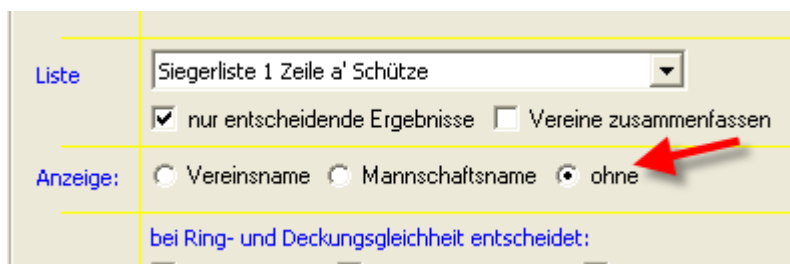 Liste Siegerliste 1 Zeile a' Schütze
nur entscheidende Ergebnisse Vereine zusammenfassen
Anzeige: Vereinsname Mannschaftsname ohne
bei Ring- und Deckungsgleichheit entscheidet: